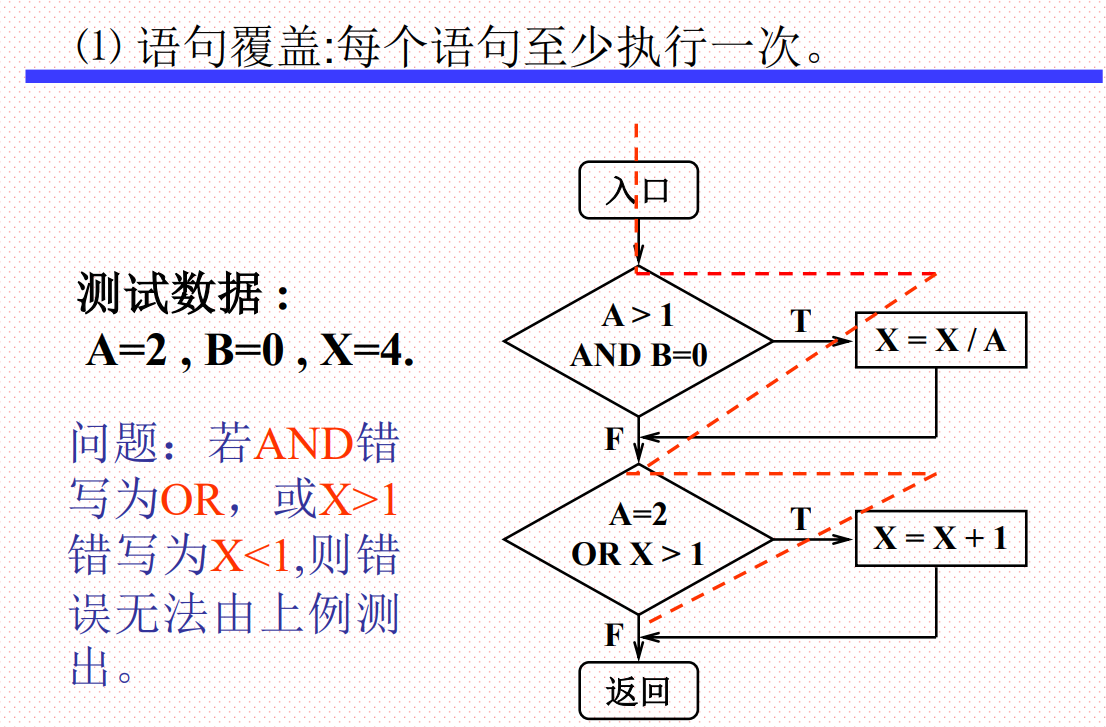 (1) 语句覆盖:每个语句至少执行一次。
入口
测试数据：
A=2 , B=0 , X=4.
A > 1
AND B=0
T
X = X / A
F
问题：若AND错
写为OR，或X>1
错写为X<1,则错
误无法由上例测
出。
A=2
OR X > 1
T
X = X + 1
F
返回